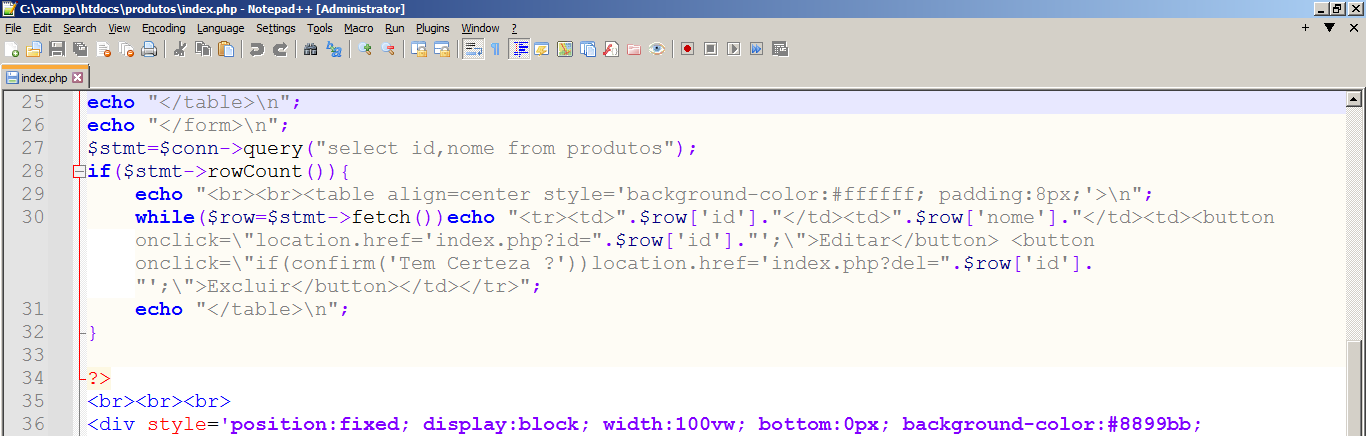 C:\xampp\htdocs\produtos\index.php - Notepad++ [Administrator]
File Edit Search View Encoding Language Settings Tools Macro Run Plugins Window ? + ▼ X
index.php
25 echo "</table>\n";
26 echo "</form>\n";
27 $stmt=$conn->query("select id,nome from produtos");
28 if($stmt->rowCount()){
29 echo "<br><br><table align=center style='background-color:#ffffff; padding:8px;'>\n";
30 while($row=$stmt->fetch())echo "<tr><td>".$row['id']."</td><td>".$row['nome']."</td><td><button
onclick=\"location.href='index.php?id=".$row['id']."';\">Editar</button> <button
onclick=\"if(confirm('Tem Certeza ?'))location.href='index.php?del=".$row['id'].
"';\">Excluir</button></td></tr>";
31 echo "</table>\n";
32 }
33
34 ?>
35 <br><br><br>
36 <div style='position:fixed; display:block; width:100vw; bottom:0px; background-color:#8899bb;